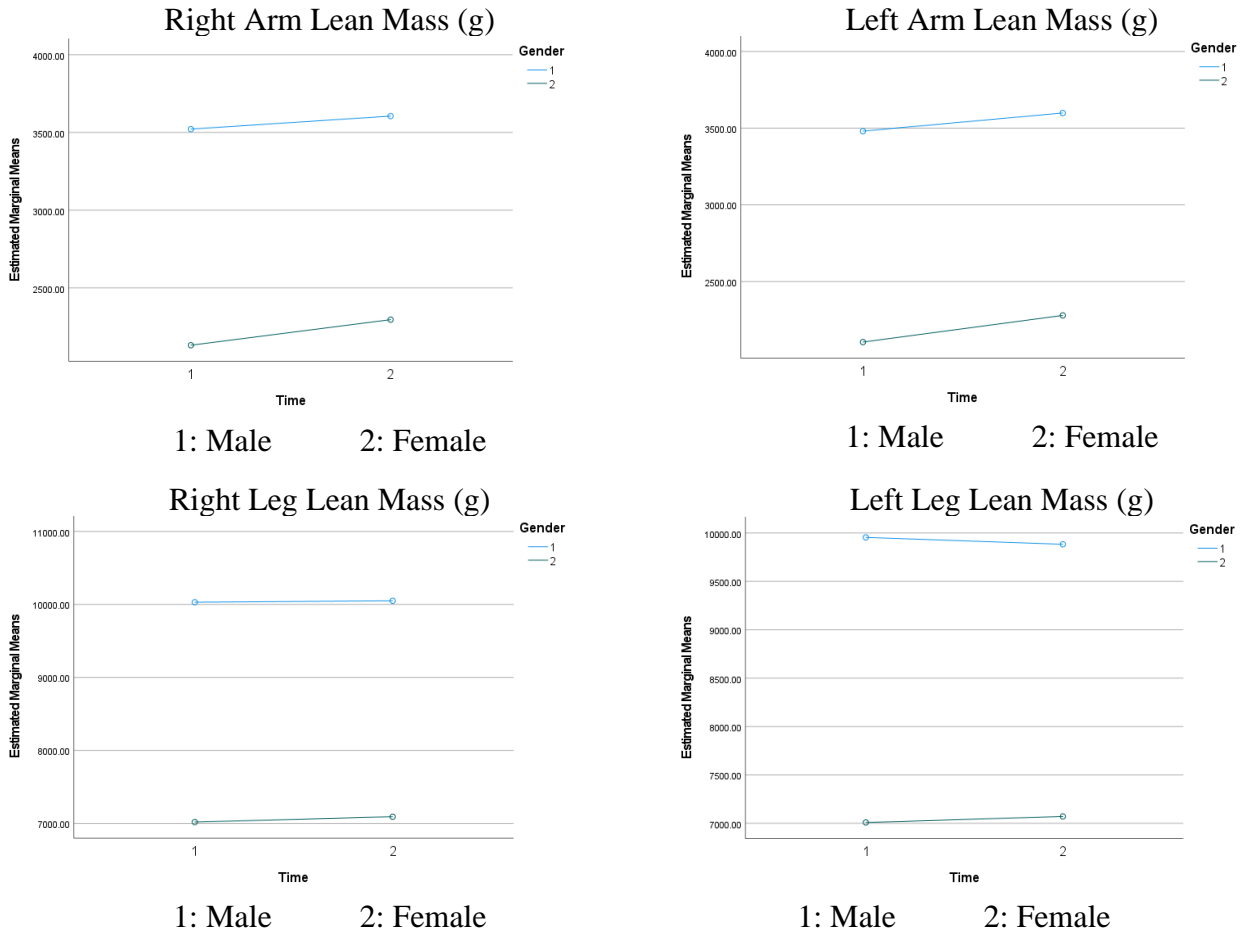 Right Arm Lean Mass (g)
4000.00
3500.00
3000.00
2500.00
Estimated Marginal Means
1
2
Time
Gender
1
2
1: Male 2: Female
Left Arm Lean Mass (g)
4000.00
3500.00
3000.00
2500.00
Estimated Marginal Means
1
2
Time
Gender
1
2
1: Male 2: Female
Right Leg Lean Mass (g)
11000.00
10000.00
9000.00
8000.00
7000.00
Estimated Marginal Means
1
2
Time
Gender
1
2
1: Male 2: Female
Left Leg Lean Mass (g)
10000.00
9500.00
9000.00
8500.00
8000.00
7500.00
7000.00
Estimated Marginal Means
1
2
Time
Gender
1
2
1: Male 2: Female